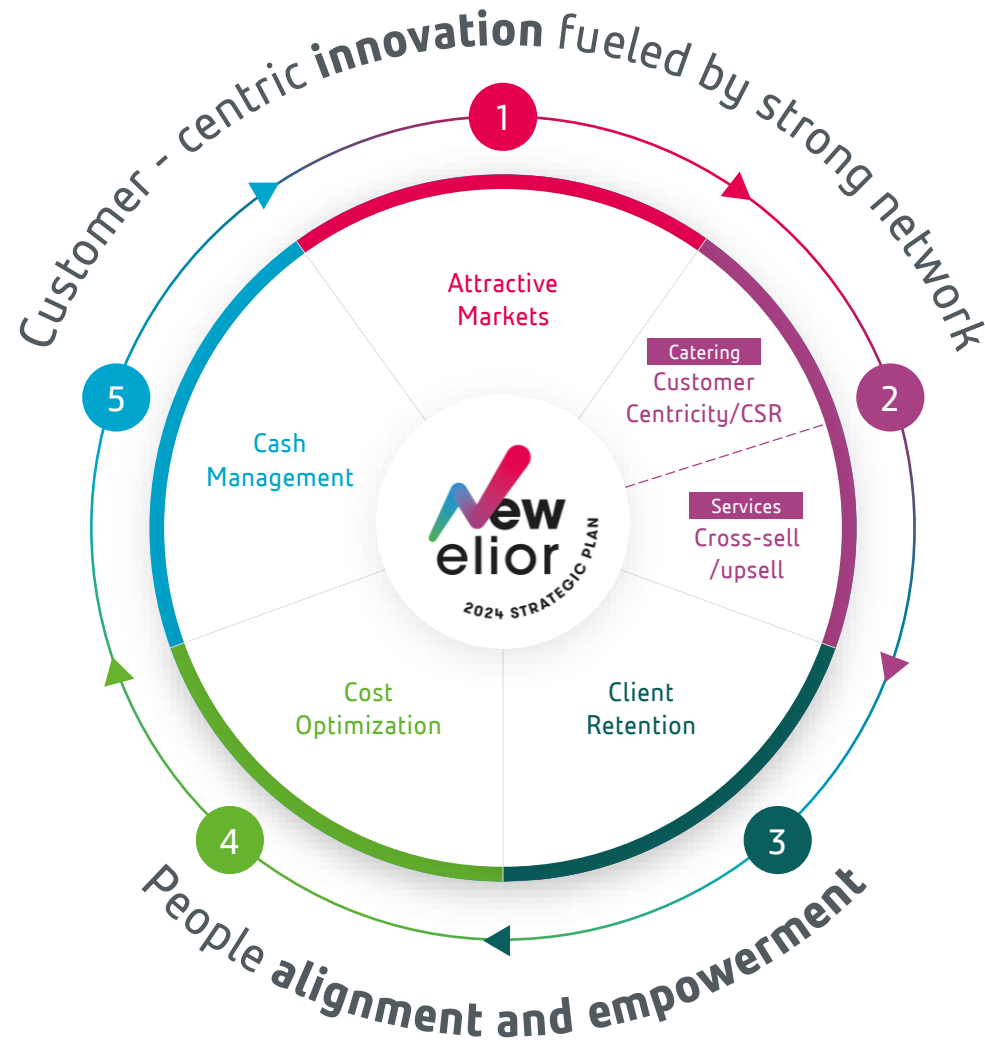 Customer - centric innovation fueled by strong network
1
Attractive
Markets
2
Catering
Customer
Centricity/CSR
Services
Cross-sell
/upsell
3
Client
Retention
4
Cost
Optimization
5
Cash
Management
New
elior
2024 STRATEGIC PLAN
People alignment and empowerment